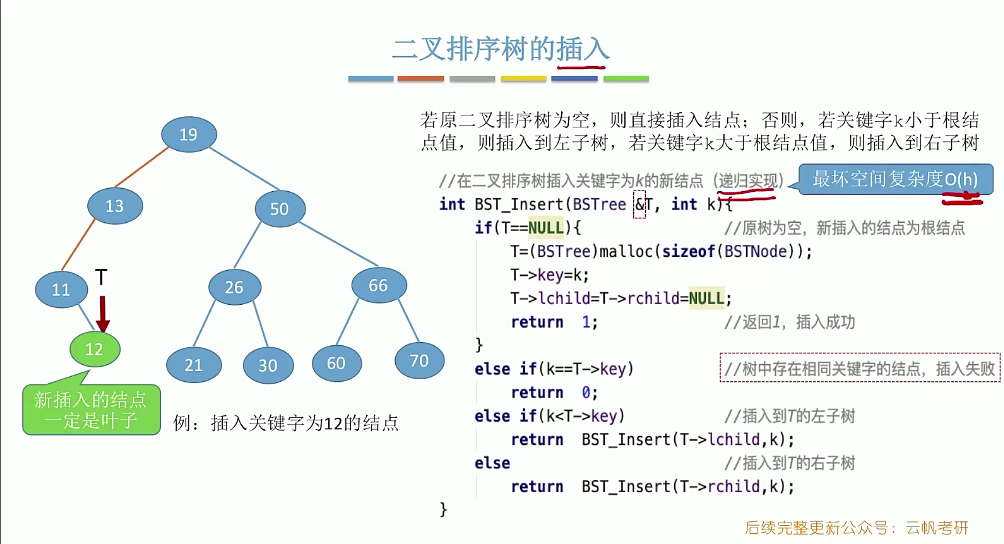 二叉排序树的插入
若原二叉排序树为空，则直接插入结点；否则，若关键字k小于根结
点值，则插入到左子树，若关键字k大于根结点值，则插入到右子树
//在二叉排序树插入关键字为k的新结点（递归实现）
最坏空间复杂度O(h)
int BST_Insert(BSTree &T, int k){
if(T==NULL){ //原树为空，新插入的结点为根结点
T=(BSTree)malloc(sizeof(BSTNode));
T->key=k;
T->lchild=T->rchild=NULL;
return 1; //返回1，插入成功
}
else if(k==T->key) //树中存在相同关键字的结点，插入失败
return 0;
else if(k<T->key) //插入到T的左子树
return BST_Insert(T->lchild,k);
else //插入到T的右子树
return BST_Insert(T->rchild,k);
}
19
13
50
11
T
26
66
12
21
30
60
70
新插入的结点
一定是叶子
例：插入关键字为12的结点
后续完整更新公众号：云帆考研